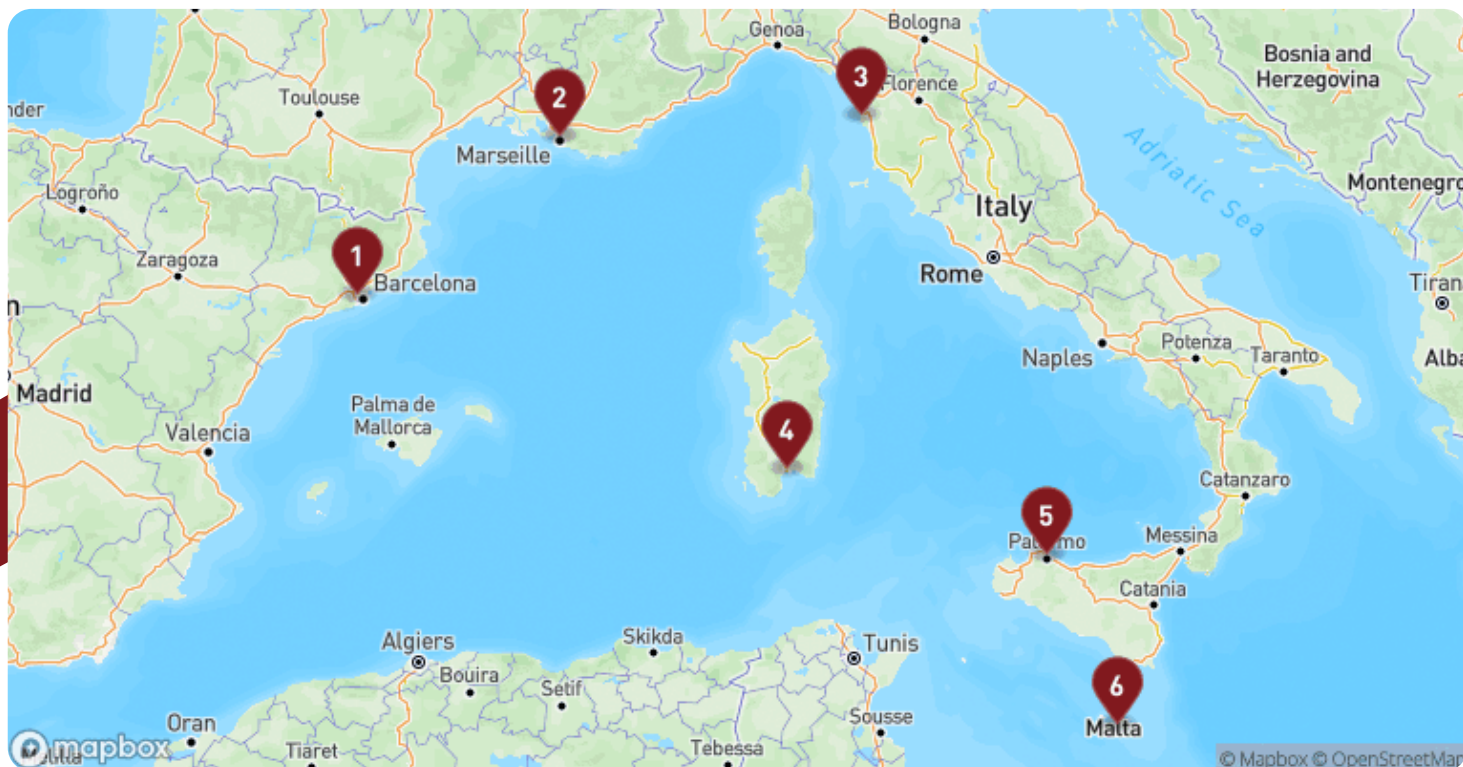 Genoa
Bologna
Bosnia and
Herzegovina
nder
Toulouse
2
3
Florence
Marseille
Adriatic Sea
Logroño
Montenegro
Italy
1
Zaragoza
Barcelona
Rome
Tiran
n
Naples
Potenza
Taranto
Alba
Madrid
Palma de
Mallorca
4
Valencia
Catanzaro
5
Palermo
Messina
Catania
Algiers
Skikda
Tunis
Bouira
Setif
6
Oran
Sousse
Malta
mapbox
Melilla
Tiaret
Tebessa
© Mapbox © OpenStreetMap